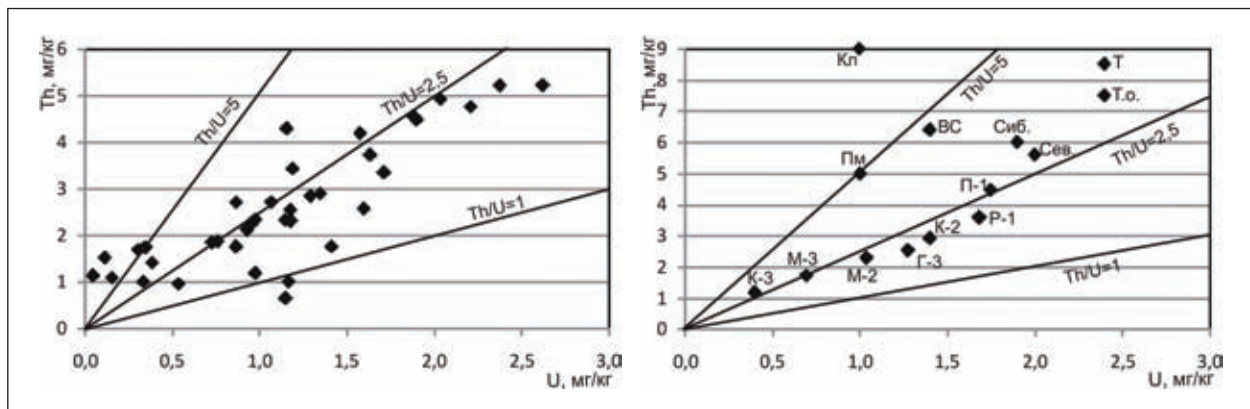 Th, мг/кг
6
5
4
3
2
1
0
Th/U=5
Th/U=2,5
Th/U=1
0,0 0,5 1,0 1,5 2,0 2,5 3,0
U, мг/кг
Th, мг/кг
9
8
7
6
5
4
3
2
1
0
Кл
Th/U=5
Т
Т.о.
ВС
Сиб.
Сев.
Th/U=2,5
Пм
П-1
Р-1
К-2
Г-3
М-2
М-3
К-3
Th/U=1
0,0 0,5 1,0 1,5 2,0 2,5 3,0
U, мг/кг